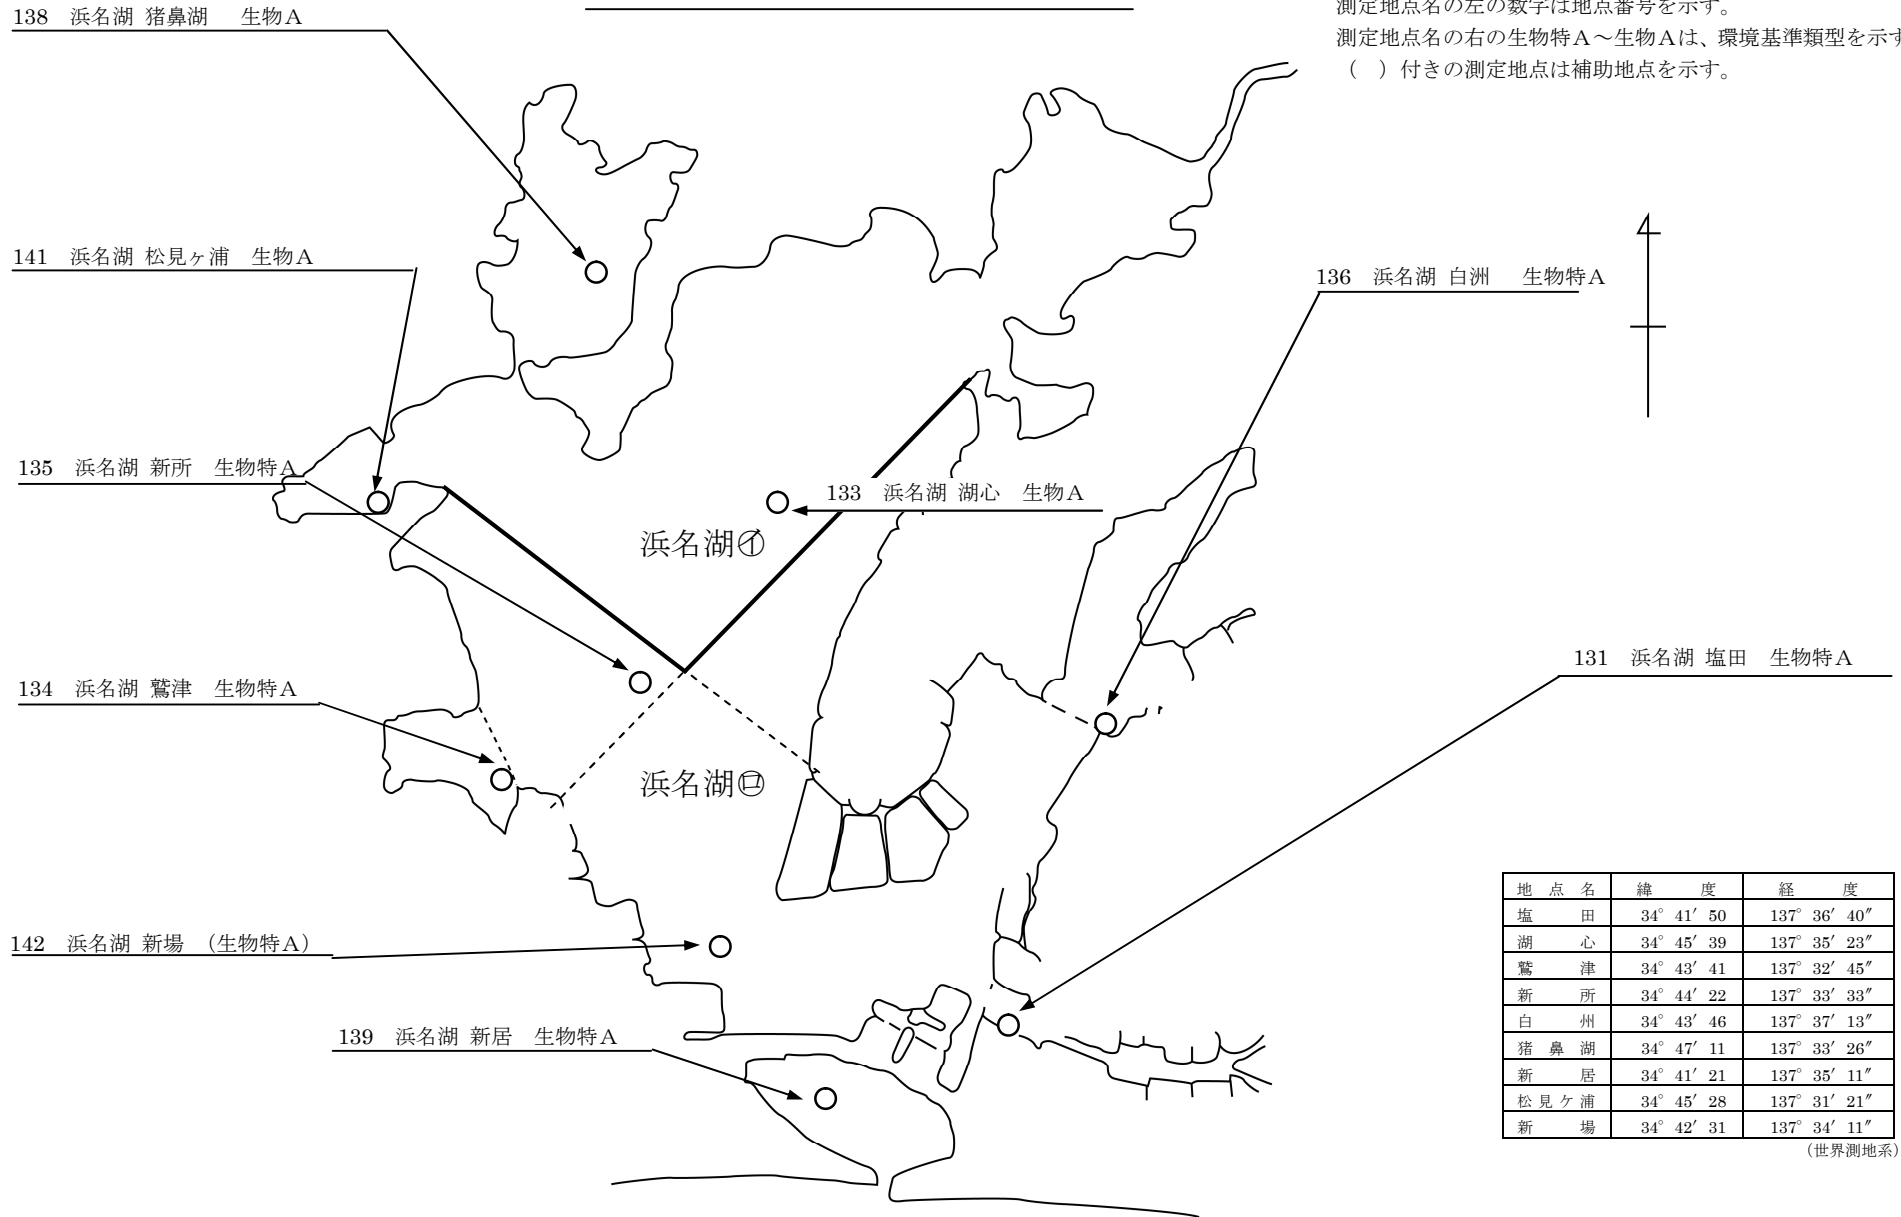 測定地点名の左の数字は地点番号を示す。
測定地点名の右の生物特A～生物Aは、環境基準類型を示す
（　）付きの測定地点は補助地点を示す。
138　浜名湖 猪鼻湖　生物A
141　浜名湖 松見ヶ浦　生物A
136　浜名湖 白洲　生物特A
135　浜名湖 新所　生物特A
133　浜名湖 湖心　生物A
浜名湖㋑
131　浜名湖 塩田　生物特A
134　浜名湖 鷲津　生物特A
浜名湖㋺
142　浜名湖 新場　（生物特A）
139　浜名湖 新居　生物特A
地点名　緯度　経度
塩田　34° 41′ 50　137° 36′ 40″
湖心　34° 45′ 39　137° 35′ 23″
鷲津　34° 43′ 41　137° 32′ 45″
新所　34° 44′ 22　137° 33′ 33″
白州　34° 43′ 46　137° 37′ 13″
猪鼻湖　34° 47′ 11　137° 33′ 26″
新居　34° 41′ 21　137° 35′ 11″
松見ケ浦　34° 45′ 28　137° 31′ 21″
新場　34° 42′ 31　137° 34′ 11″
（世界測地系）